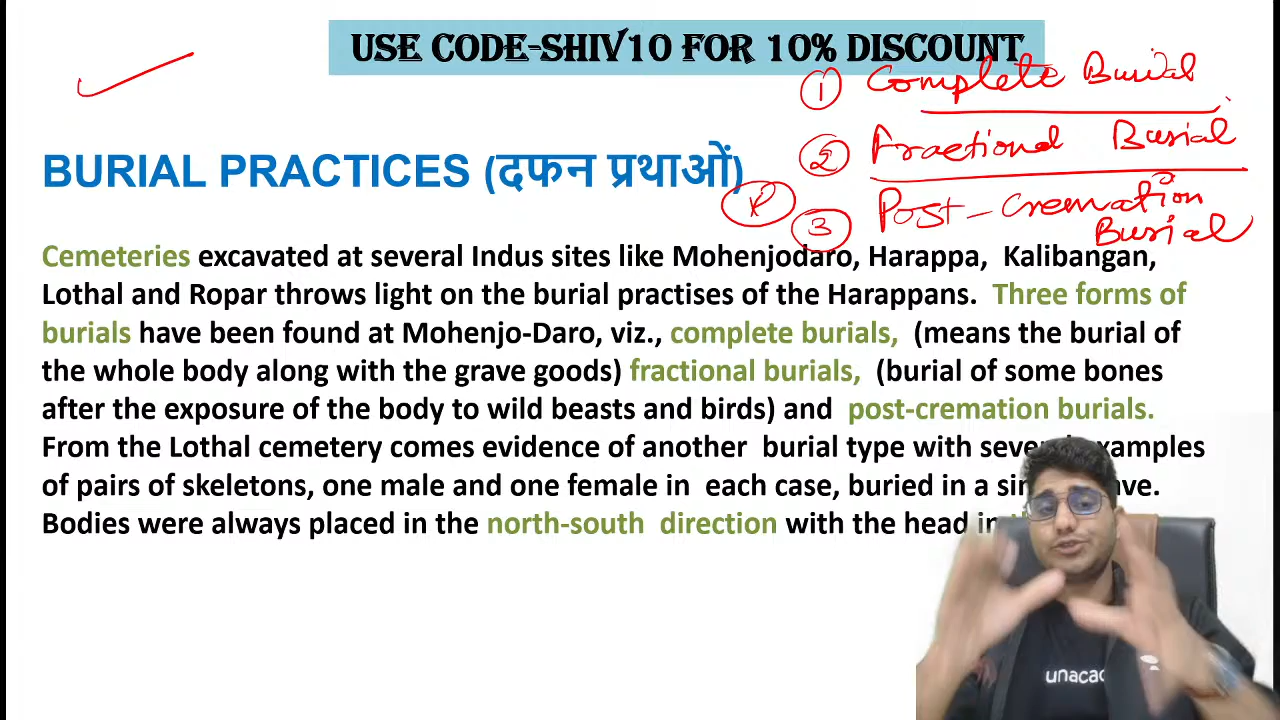 USE CODE-SHIV10 FOR 10% DISCOUNT
1 Complete Burial
2 Fractional Burial
3 Post-Cremation
Burial
BURIAL PRACTICES (दफन प्रथाओं)
Cemeteries excavated at several Indus sites like Mohenjodaro, Harappa, Kalibangan,
Lothal and Ropar throws light on the burial practises of the Harappans. Three forms of
burials have been found at Mohenjo-Daro, viz., complete burials, (means the burial of
the whole body along with the grave goods) fractional burials, (burial of some bones
after the exposure of the body to wild beasts and birds) and post-cremation burials.
From the Lothal cemetery comes evidence of another burial type with several examples
of pairs of skeletons, one male and one female in each case, buried in a single grave.
Bodies were always placed in the north-south direction with the head in
unacad